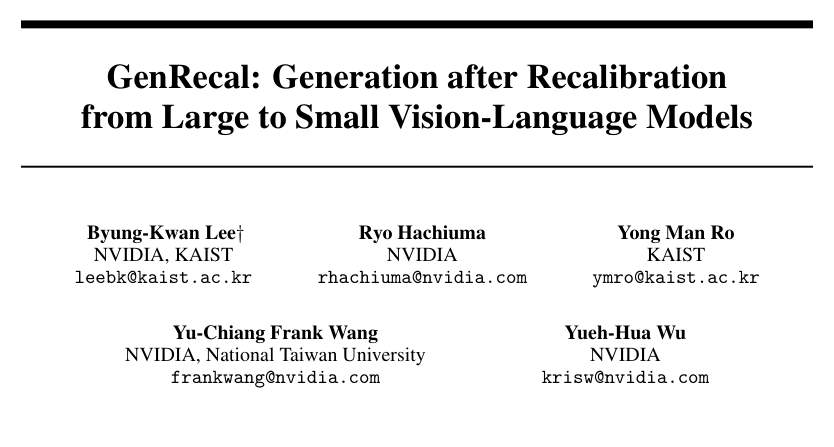 GenRecal: Generation after Recalibration
from Large to Small Vision-Language Models
Byung-Kwan Lee† Ryo Hachiuma Yong Man Ro
NVIDIA, KAIST NVIDIA KAIST
leebk@kaist.ac.kr rhachiuma@nvidia.com ymro@kaist.ac.kr
Yu-Chiang Frank Wang Yueh-Hua Wu
NVIDIA, National Taiwan University NVIDIA
frankwang@nvidia.com krisw@nvidia.com